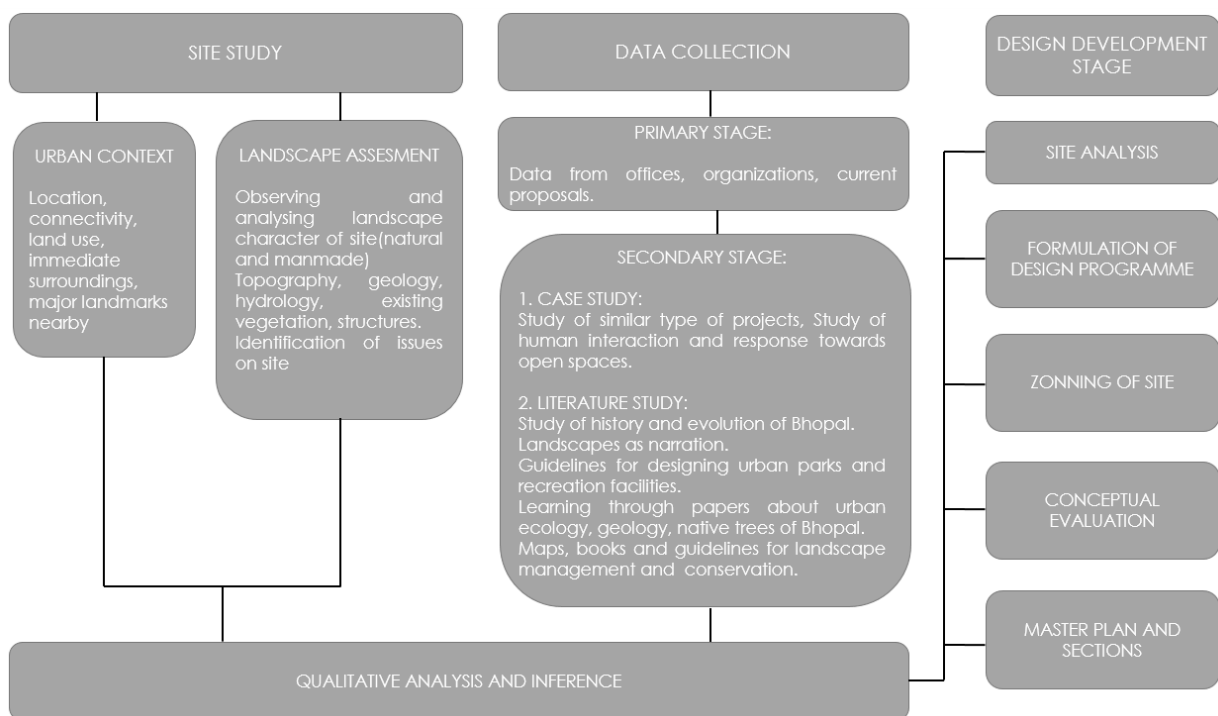 SITE STUDY
URBAN CONTEXT
Location,
connectivity,
land use,
immediate
surroundings,
major landmarks
nearby
LANDSCAPE ASSESMENT
Observing and
analysing landscape
character of site(natural
and manmade)
Topography, geology,
hydrology, existing
vegetation, structures.
Identification of issues
on site
DATA COLLECTION
PRIMARY STAGE:
Data from offices, organizations, current
proposals.
SECONDARY STAGE:
1. CASE STUDY:
Study of similar type of projects, Study of
human interaction and response towards
open spaces.
2. LITERATURE STUDY:
Study of history and evolution of Bhopal.
Landscapes as narration.
Guidelines for designing urban parks and
recreation facilities.
Learning through papers about urban
ecology, geology, native trees of Bhopal.
Maps, books and guidelines for landscape
management and conservation.
QUALITATIVE ANALYSIS AND INFERENCE
DESIGN DEVELOPMENT
STAGE
SITE ANALYSIS
FORMULATION OF
DESIGN PROGRAMME
ZONNING OF SITE
CONCEPTUAL
EVALUATION
MASTER PLAN AND
SECTIONS